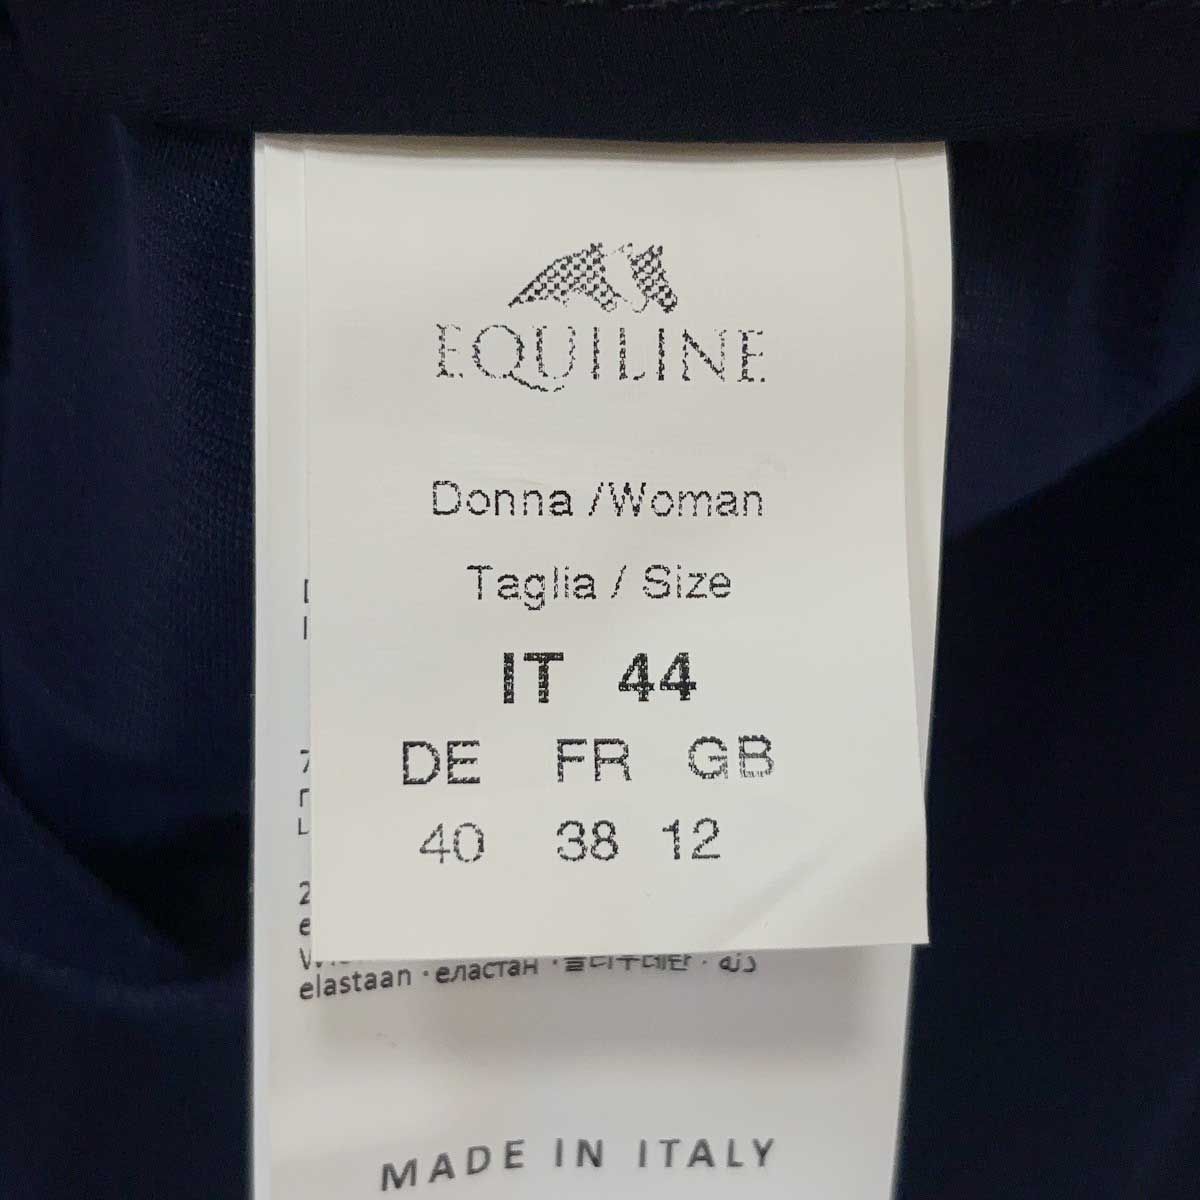 EQUILINE
Donna /Woman
Taglia / Size
IT 44
DE FR GB
40 38 12
elastaan · еластан ·
MADE IN ITALY